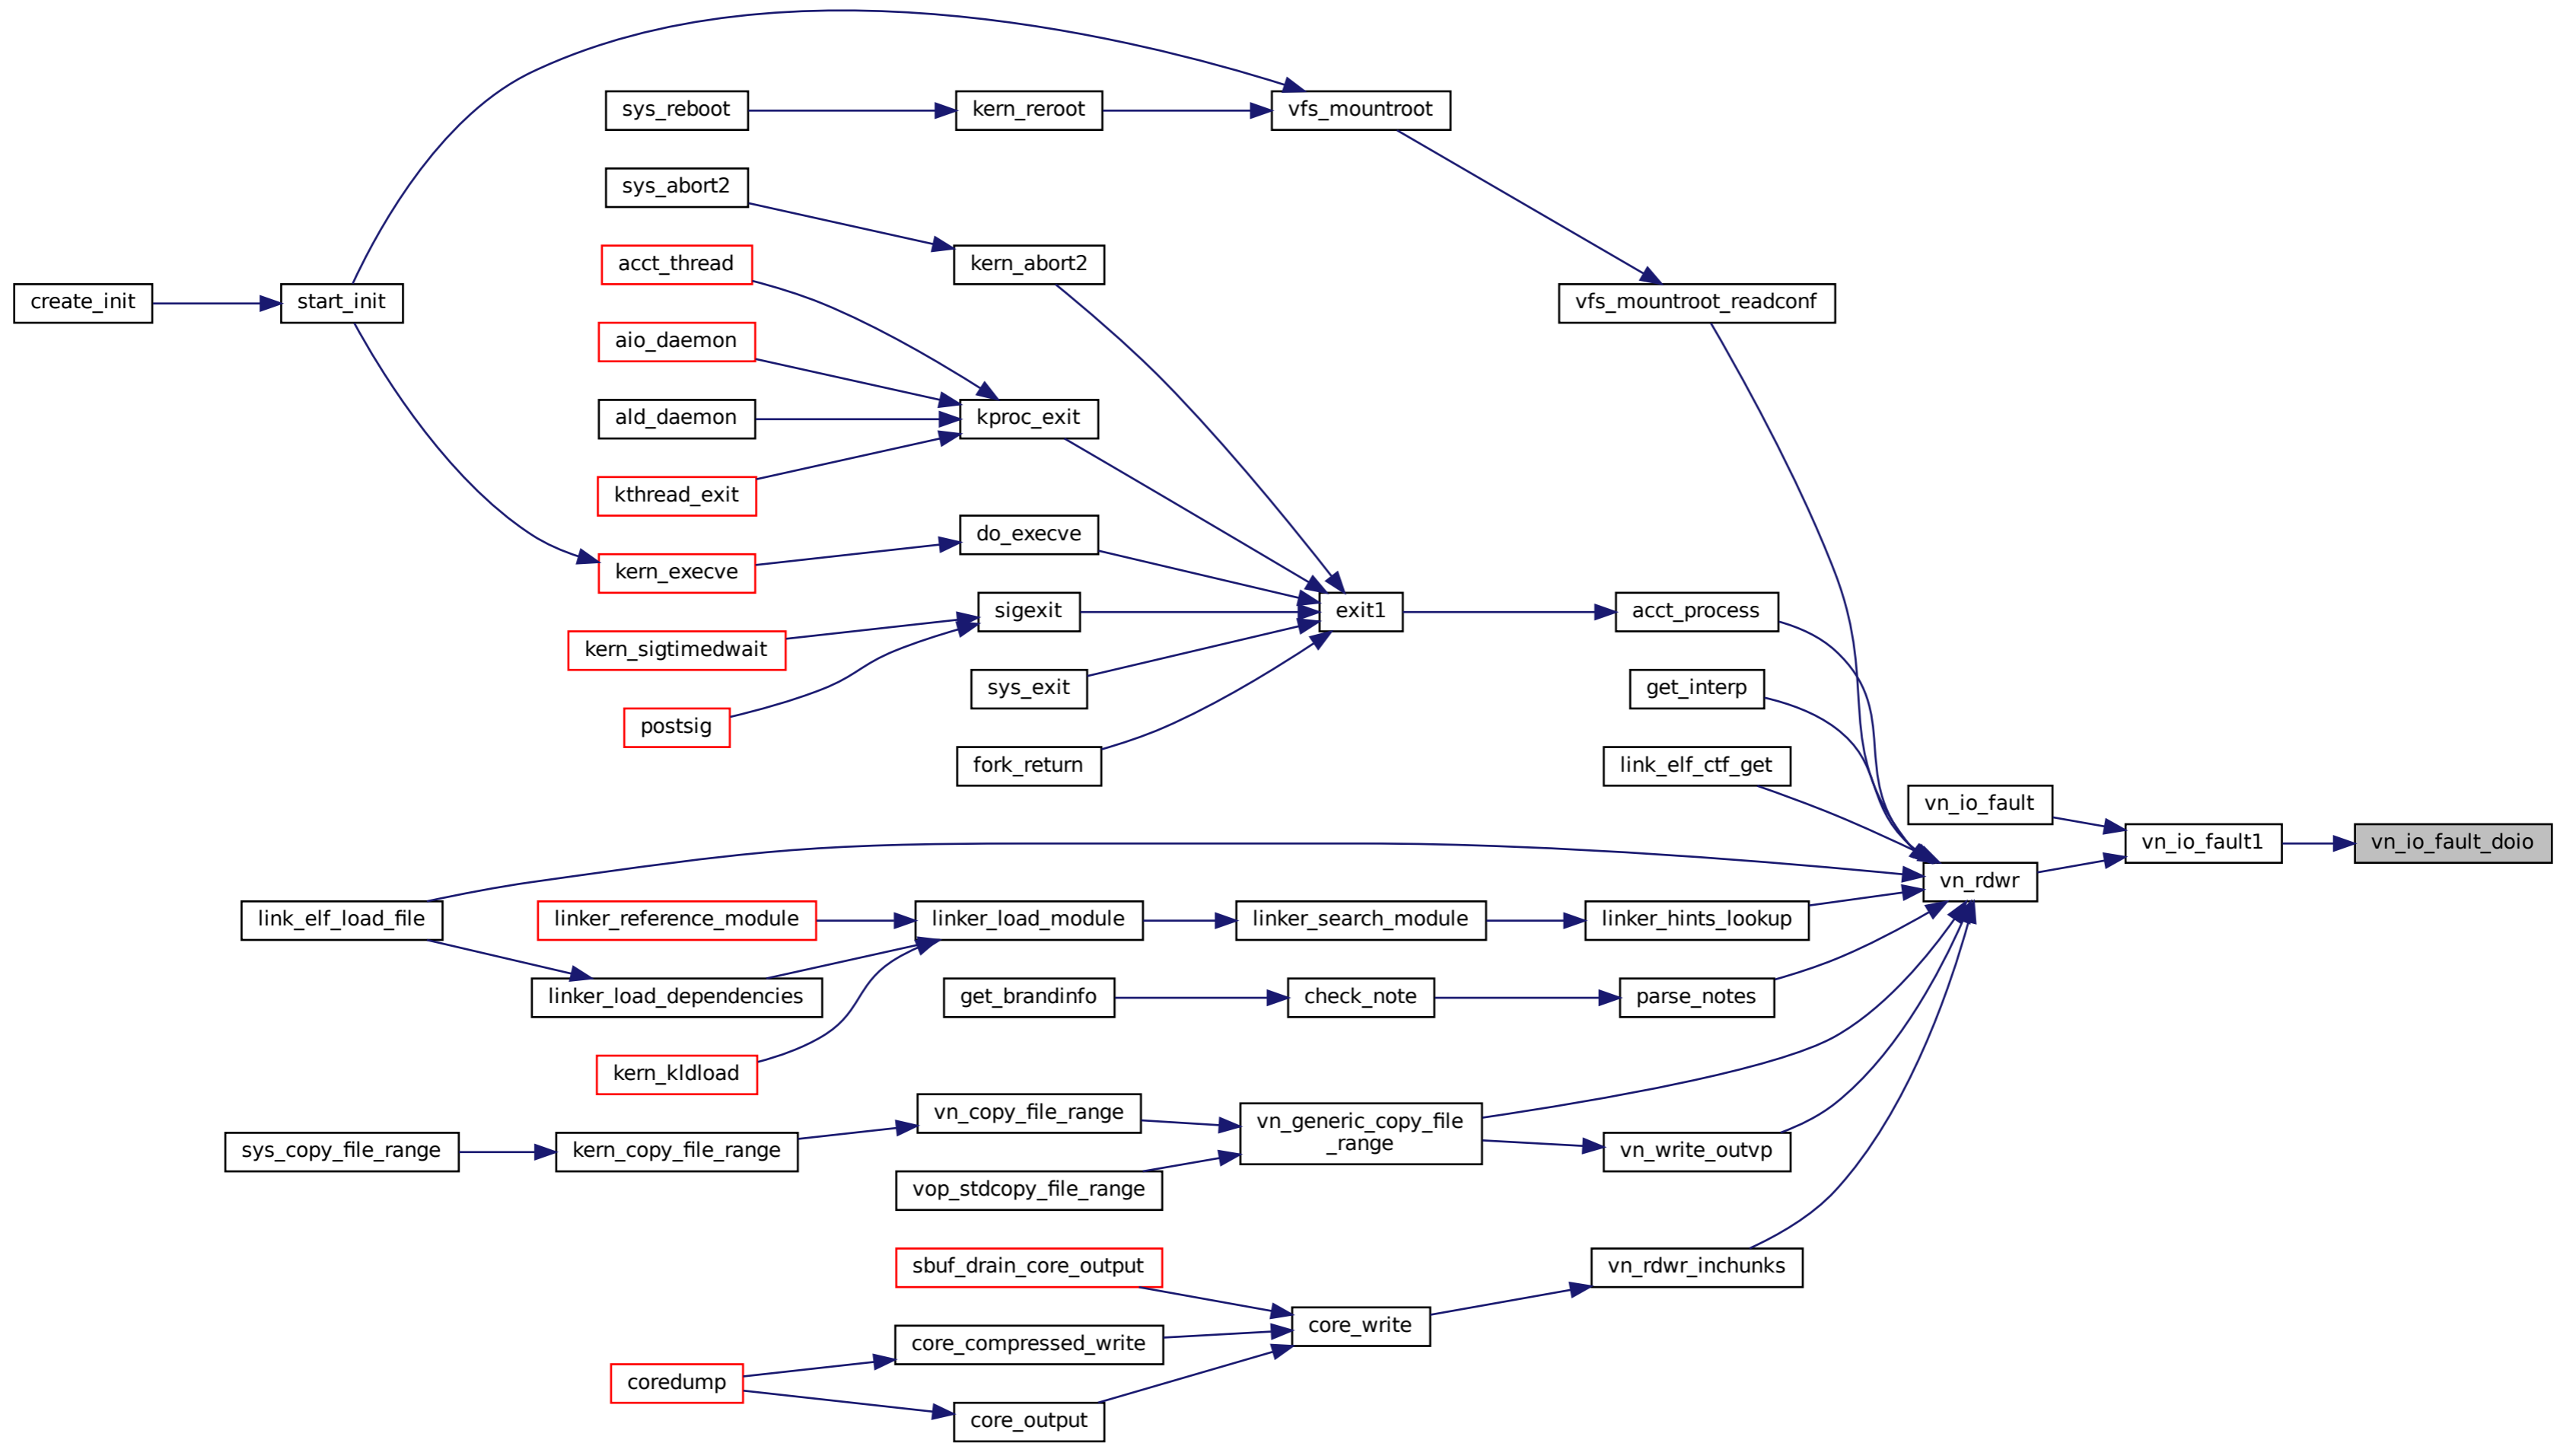 sys_reboot
kern_reroot
vfs_mountroot
sys_abort2
acct_thread
kern_abort2
create_init
start_init
vfs_mountroot_readconf
aio_daemon
ald_daemon
kproc_exit
kthread_exit
do_execve
kern_execve
sigexit
exit1
acct_process
kern_sigtimedwait
sys_exit
get_interp
postsig
fork_return
link_elf_ctf_get
vn_io_fault
vn_io_fault1
vn_io_fault_doio
vn_rdwr
link_elf_load_file
linker_reference_module
linker_load_module
linker_search_module
linker_hints_lookup
linker_load_dependencies
get_brandinfo
check_note
parse_notes
kern_kldload
vn_copy_file_range
vn_generic_copy_file
_range
sys_copy_file_range
kern_copy_file_range
vn_write_outvp
vop_stdcopy_file_range
sbuf_drain_core_output
vn_rdwr_inchunks
core_write
core_compressed_write
coredump
core_output